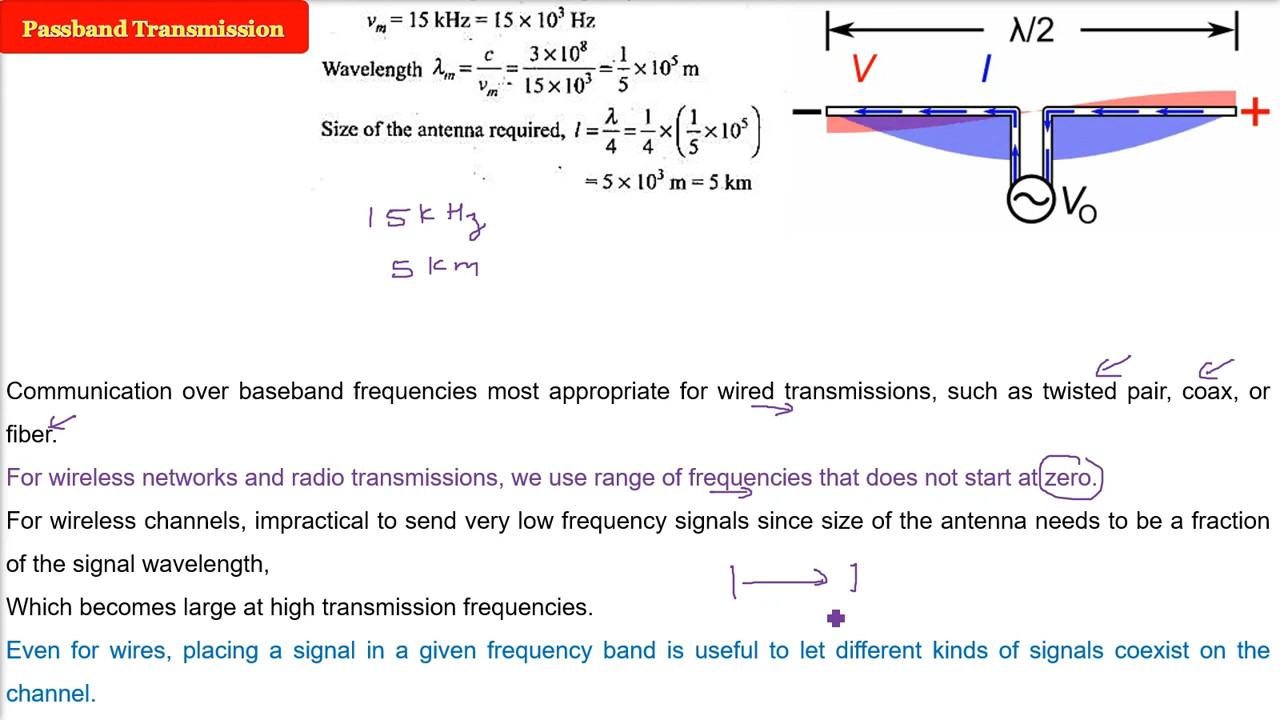 Passband Transmission
νₘ = 15 kHz = 15 × 10³ Hz
Wavelength λₘ = c/νₘ = (3 × 10⁸)/(15 × 10³) = 1/5 × 10⁵ m
Size of the antenna required, l = λ/4 = 1/4 × (1/5 × 10⁵)
= 5 × 10³ m = 5 km
λ/2
V I
− +
V₀
15 kHz
5 km
Communication over baseband frequencies most appropriate for wired transmissions, such as twisted pair, coax, or
fiber.
For wireless networks and radio transmissions, we use range of frequencies that does not start at zero.
For wireless channels, impractical to send very low frequency signals since size of the antenna needs to be a fraction
of the signal wavelength,
Which becomes large at high transmission frequencies.
Even for wires, placing a signal in a given frequency band is useful to let different kinds of signals coexist on the
channel.